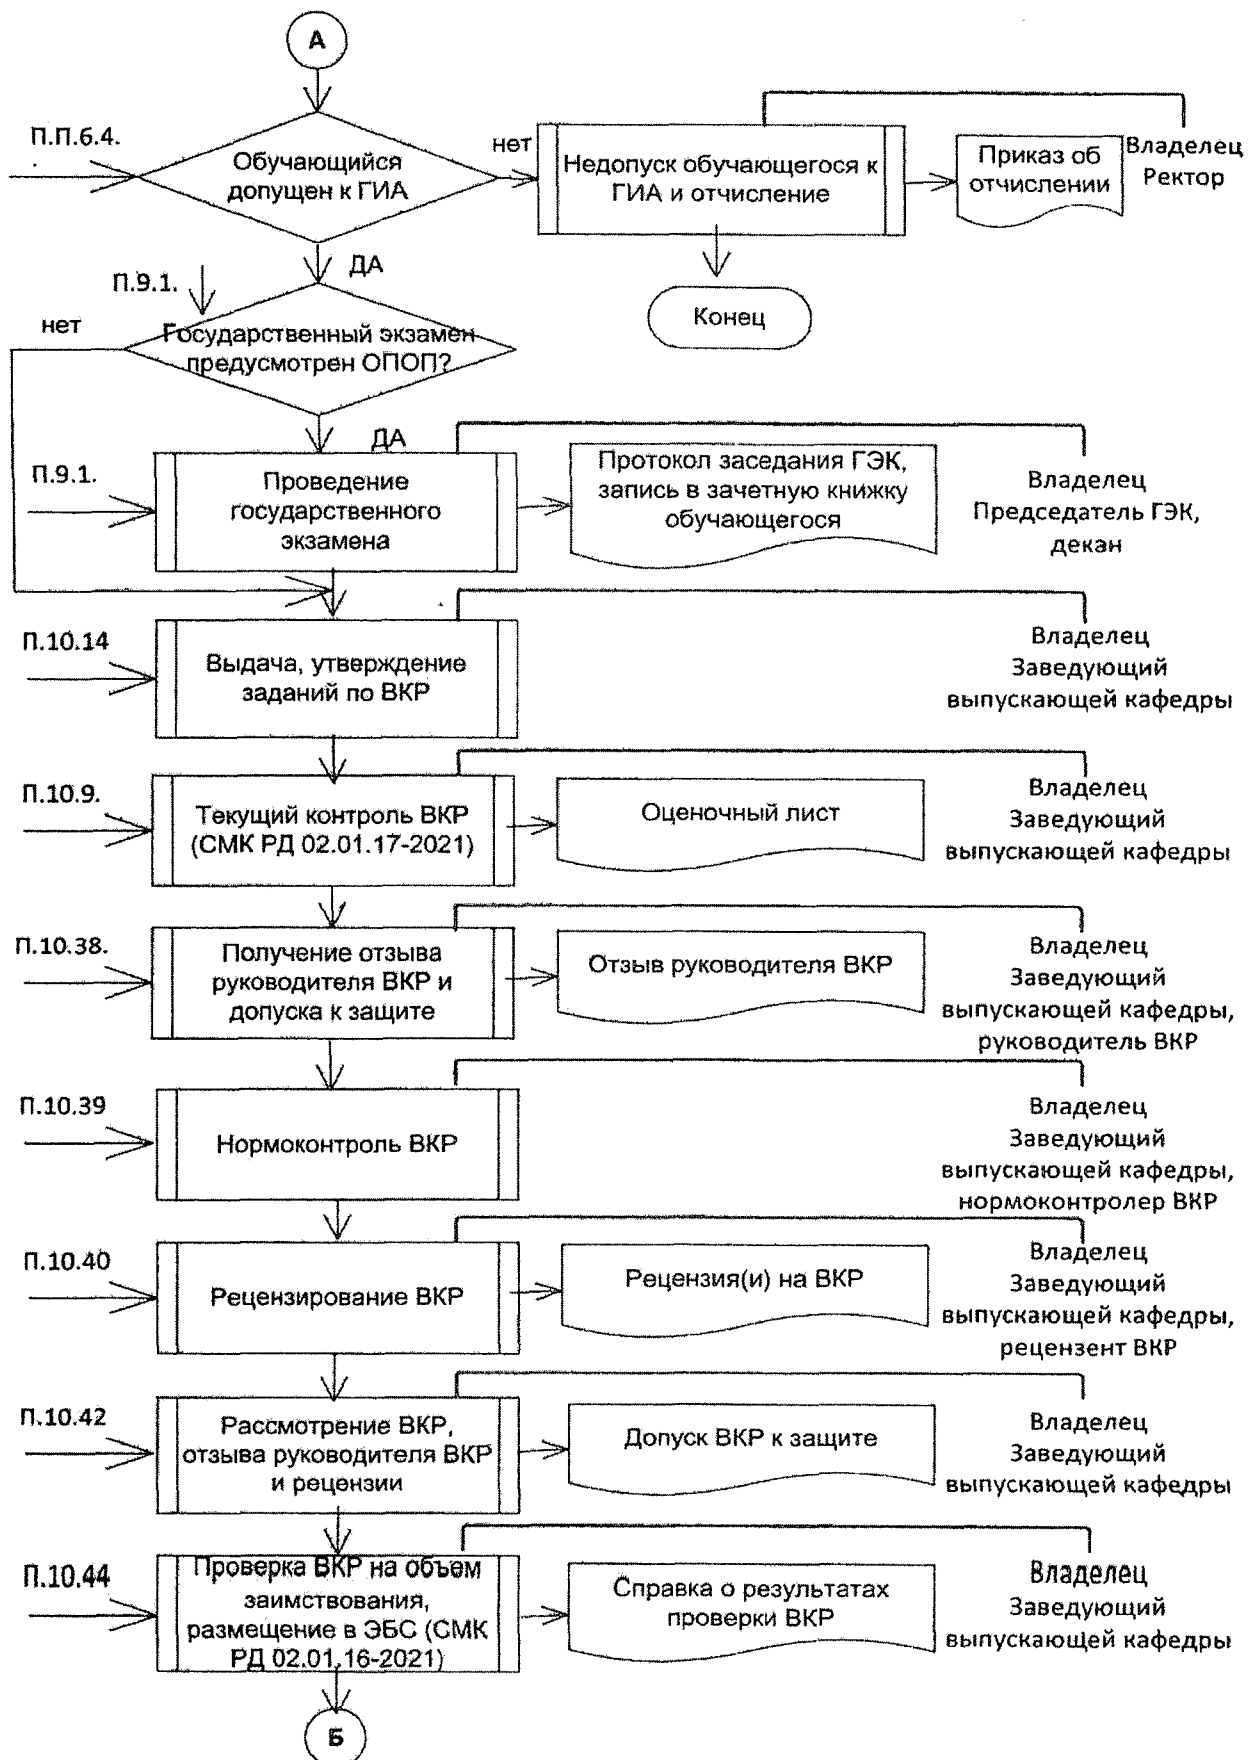 А
П.П.6.4.
Обучающийся
допущен к ГИА
нет
Недопуск обучающегося к
ГИА и отчисление
Приказ об
отчислении
Владелец
Ректор
ДА
Конец
П.9.1.
нет
Государственный экзамен
предусмотрен ОПОП?
ДА
П.9.1.
Проведение
государственного
экзамена
Протокол заседания ГЭК,
запись в зачетную книжку
обучающегося
Владелец
Председатель ГЭК,
декан
П.10.14
Выдача, утверждение
заданий по ВКР
Владелец
Заведующий
выпускающей кафедры
П.10.9.
Текущий контроль ВКР
(СМК РД 02.01.17-2021)
Оценочный лист
Владелец
Заведующий
выпускающей кафедры
П.10.38.
Получение отзыва
руководителя ВКР и
допуска к защите
Отзыв руководителя ВКР
Владелец
Заведующий
выпускающей кафедры,
руководитель ВКР
П.10.39
Нормоконтроль ВКР
Владелец
Заведующий
выпускающей кафедры,
нормоконтролер ВКР
П.10.40
Рецензирование ВКР
Рецензия(и) на ВКР
Владелец
Заведующий
выпускающей кафедры,
рецензент ВКР
П.10.42
Рассмотрение ВКР,
отзыва руководителя ВКР
и рецензии
Допуск ВКР к защите
Владелец
Заведующий
выпускающей кафедры
П.10.44
Проверка ВКР на объем
заимствования,
размещение в ЭБС (СМК
РД 02.01.16-2021)
Справка о результатах
проверки ВКР
Владелец
Заведующий
выпускающей кафедры
Б